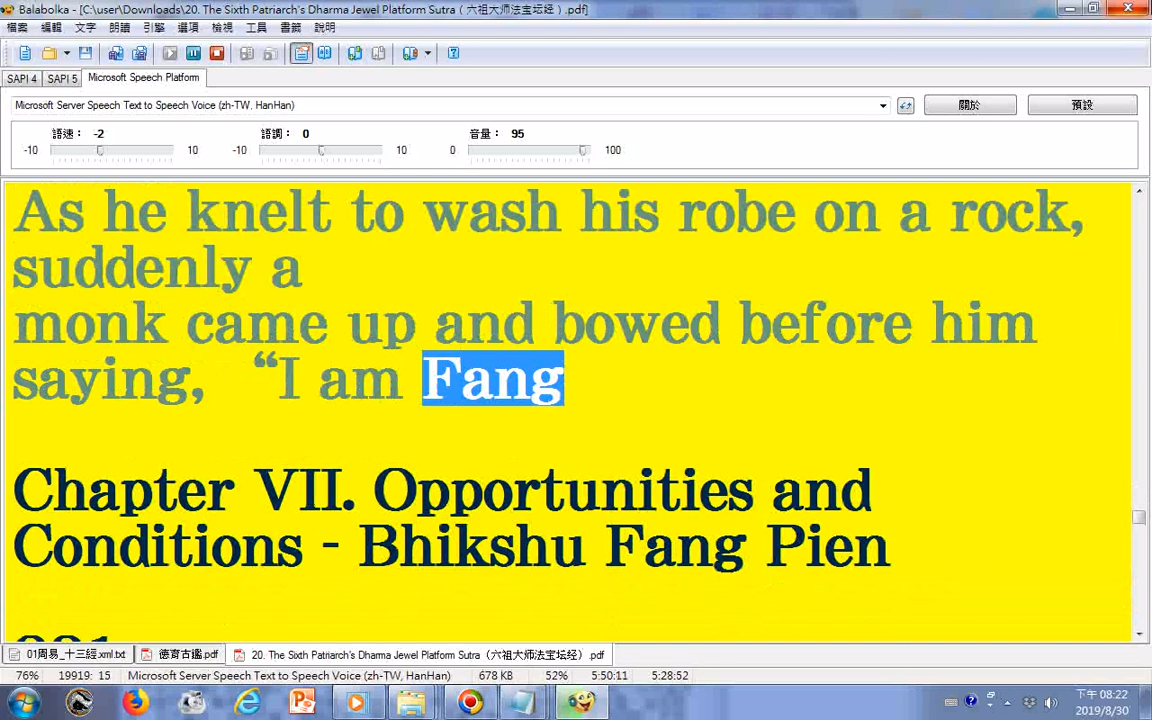 Balabolka - [C:\user\Downloads\20. The Sixth Patriarch's Dharma Jewel Platform Sutra（六祖大师法宝坛经）.pdf]
檔案 編輯 文字 朗讀 引擎 選項 檢視 工具 書籤 說明
SAPI 4 SAPI 5 Microsoft Speech Platform
Microsoft Server Speech Text to Speech Voice (zh-TW, HanHan) 關於 預設
語速： -2 語調： 0 音量： 95
-10 10 -10 10 0 100
As he knelt to wash his robe on a rock,
suddenly a
monk came up and bowed before him
saying, “I am Fang
Chapter VII. Opportunities and
Conditions - Bhikshu Fang Pien
01周易_十三經.xml.txt 德育古鑑.pdf 20. The Sixth Patriarch's Dharma Jewel Platform Sutra（六祖大师法宝坛经）.pdf
76% 19919: 15 Microsoft Server Speech Text to Speech Voice (zh-TW, HanHan) 678 KB 52% 5:50:11 5:28:52
下午 08:22
2019/8/30